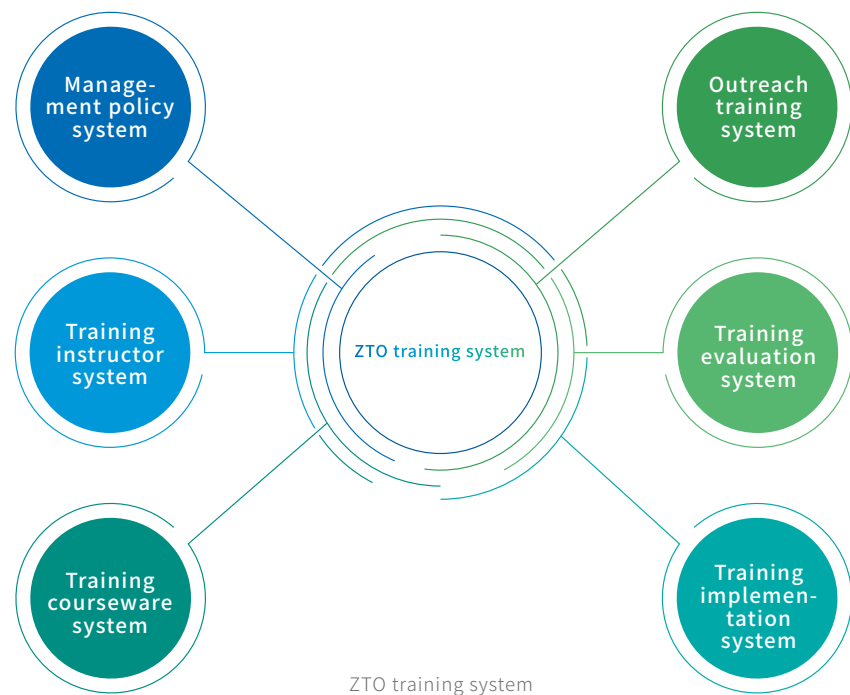 Manage-
ment policy
system
Outreach
training
system
Training
instructor
system
ZTO training system
Training
evaluation
system
Training
courseware
system
Training
implemen-
tation
system
ZTO training system